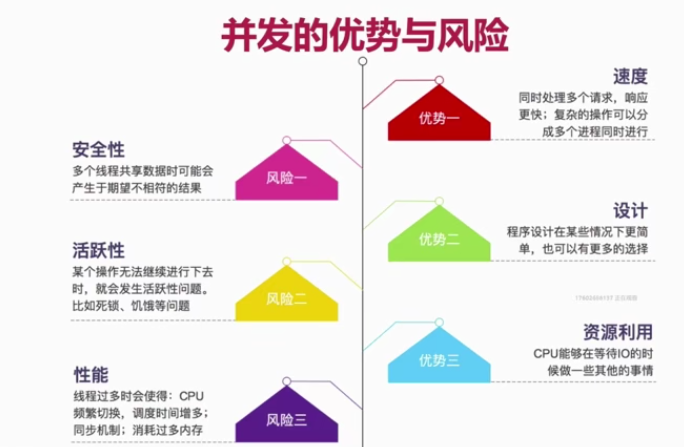 并发的优势与风险
速度
同时处理多个请求，响应
更快；复杂的操作可以分
成多个进程同时进行
优势一
安全性
多个线程共享数据时可能会
产生于期望不相符的结果
风险一
设计
程序设计在某些情况下更简
单，也可以有更多的选择
优势二
活跃性
某个操作无法继续进行下去
时，就会发生活跃性问题。
比如死锁、饥饿等问题
风险二
资源利用
CPU能够在等待IO的时
候做一些其他的事情
优势三
性能
线程过多时会使得：CPU
频繁切换，调度时间增多；
同步机制；消耗过多内存
风险三